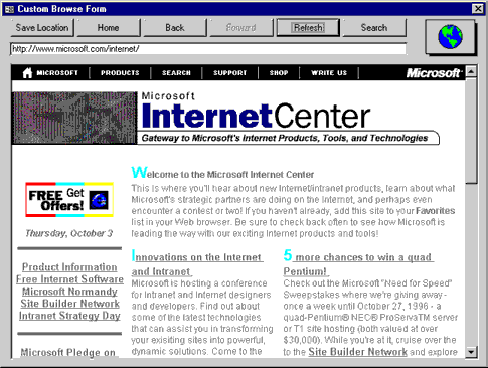 Custom Browse Form
Save Location Home Back Forward Refresh Search
http://www.microsoft.com/internet/
MICROSOFT PRODUCTS SEARCH SUPPORT SHOP WRITE US Microsoft
Microsoft
InternetCenter
Gateway to Microsoft's Internet Products, Tools, and Technologies
FREE Get
Offers!
Thursday, October 3
Product Information
Free Internet Software
Microsoft Normandy
Site Builder Network
Intranet Strategy Day
Microsoft Pledge on
Welcome to the Microsoft Internet Center
This is where you'll hear about new Internet/intranet products, learn about what
Microsoft's strategic partners are doing on the Internet, and perhaps even
encounter a contest or two! If you haven't already, add this site to your Favorites
list in your Web browser. Be sure to check back often to see how Microsoft is
leading the way with our exciting Internet products and tools!
Innovations on the Internet
and Intranet
Microsoft is hosting a conference
for Intranet and Internet designers
and developers. Find out about
some of the latest technologies
that can assist you in transforming
your exisiting sites into powerful,
dynamic solutions. Come to the
5 more chances to win a quad
Pentium!
Check out the Microsoft "Need for Speed"
Sweepstakes where we're giving away -
once a week until October 27, 1996 - a
quad-Pentium® NEC® ProServaTM server
or T1 site hosting (both valued at over
$30,000). While you're at it, cruise over the
to the Site Builder Network and explore